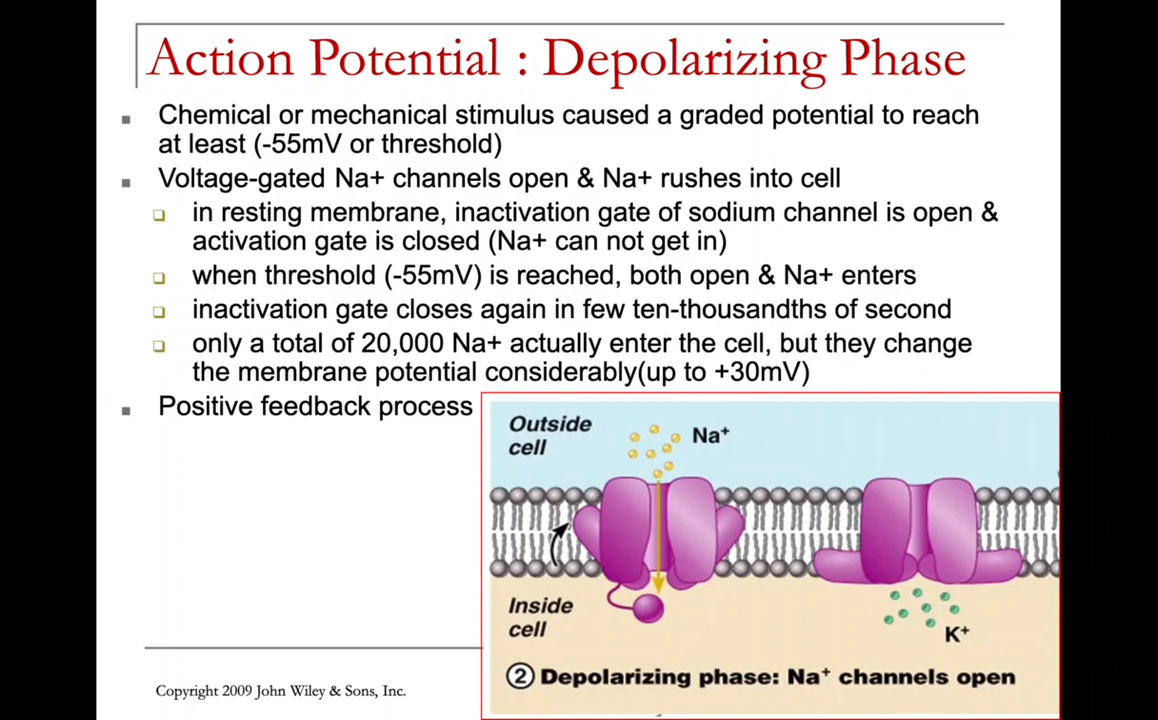 Action Potential : Depolarizing Phase
Chemical or mechanical stimulus caused a graded potential to reach
at least (-55mV or threshold)
Voltage-gated Na+ channels open & Na+ rushes into cell
in resting membrane, inactivation gate of sodium channel is open &
activation gate is closed (Na+ can not get in)
when threshold (-55mV) is reached, both open & Na+ enters
inactivation gate closes again in few ten-thousandths of second
only a total of 20,000 Na+ actually enter the cell, but they change
the membrane potential considerably(up to +30mV)
Positive feedback process
Outside
cell
Na⁺
Inside
cell
K⁺
② Depolarizing phase: Na⁺ channels open
Copyright 2009 John Wiley & Sons, Inc.